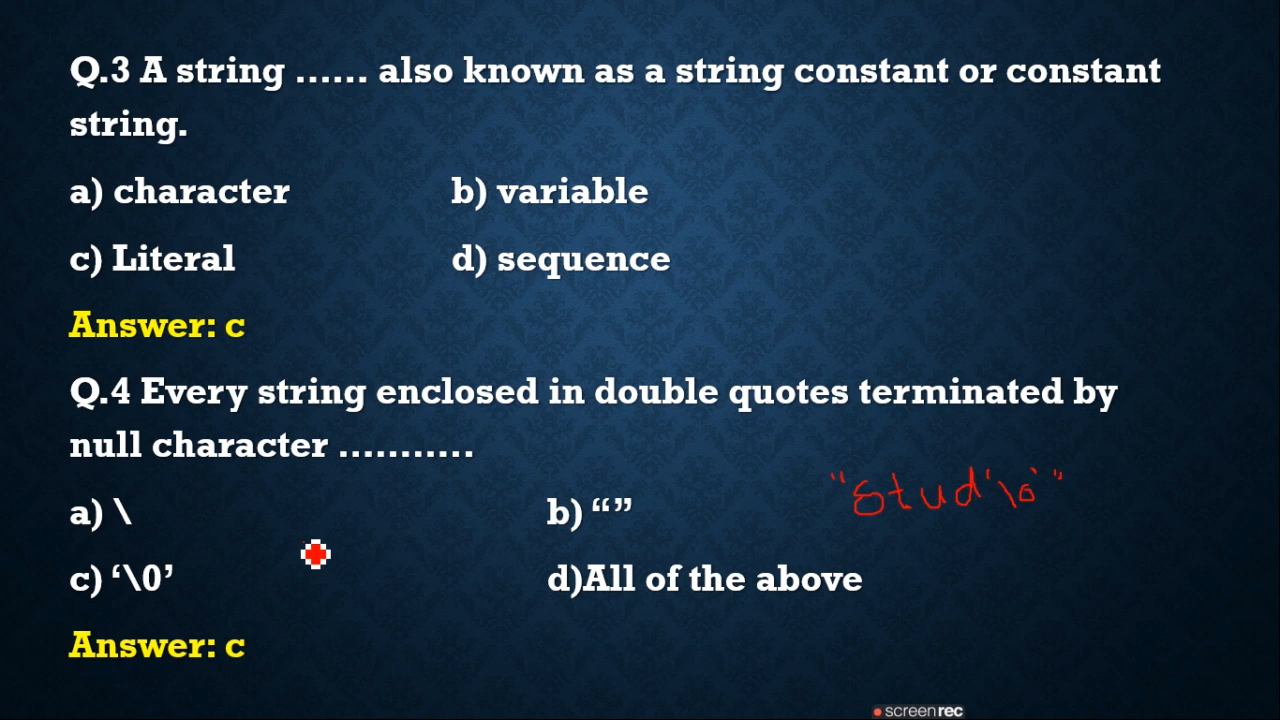 Q.3 A string ...... also known as a string constant or constant
string.
a) character b) variable
c) Literal d) sequence
Answer: c
Q.4 Every string enclosed in double quotes terminated by
null character ...........
"Stud'\0'"
a) \ b) “”
c) ‘\0’ d)All of the above
Answer: c
screenrec